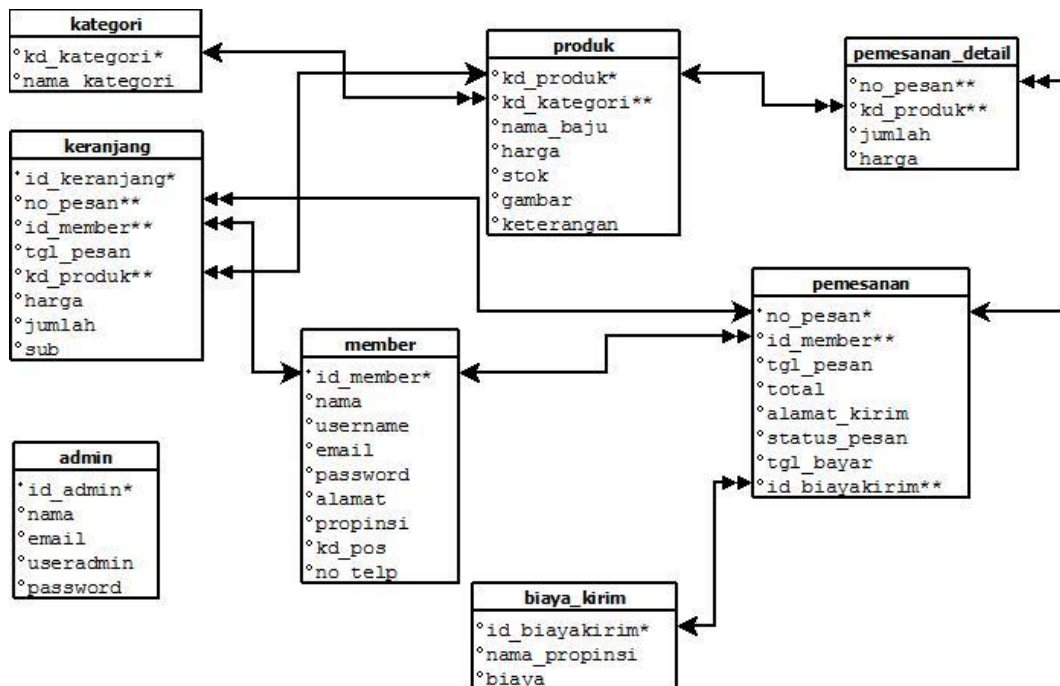 kategori
kd_kategori*
nama_kategori
produk
kd_produk*
kd_kategori**
nama_baju
harga
stok
gambar
keterangan
pemesanan_detail
no_pesan**
kd_produk**
jumlah
harga
keranjang
id_keranjang*
no_pesan**
id_member**
tgl_pesan
kd_produk**
harga
jumlah
sub
pemesanan
no_pesan*
id_member**
tgl_pesan
total
alamat_kirim
status_pesan
tgl_bayar
id_biayakirim**
member
id_member*
nama
username
email
password
alamat
propinsi
kd_pos
no_telp
admin
id_admin*
nama
email
useradmin
password
biaya_kirim
id_biayakirim*
nama_propinsi
biaya